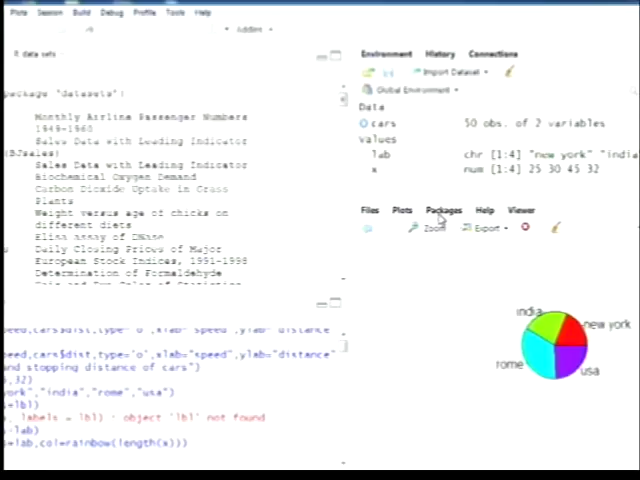 Plots Session Build Debug Profile Tools Help
Addins
R data sets
package 'datasets':
Monthly Airline Passenger Numbers
1949-1960
Sales Data with Leading Indicator
(BJsales)
Sales Data with Leading Indicator
Biochemical Oxygen Demand
Carbon Dioxide Uptake in Grass
Plants
Weight versus age of chicks on
different diets
Elisa assay of DNase
Daily Closing Prices of Major
European Stock Indices, 1991-1998
Determination of Formaldehyde
peed,cars$dist,type='o',xlab="speed",ylab="distance"
peed,cars$dist,type='o',xlab="speed",ylab="distance"
nd stopping distance of cars")
,32)
york","india","rome","usa")
=lbl)
, labels = lbl) : object 'lbl' not found
=lab)
=lab,col=rainbow(length(x)))
Environment History Connections
Import Dataset
Global Environment
Data
cars 50 obs. of 2 variables
values
lab chr [1:4] "new york" "india
x num [1:4] 25 30 45 32
Files Plots Packages Help Viewer
Zoom Export
india
new york
rome
usa